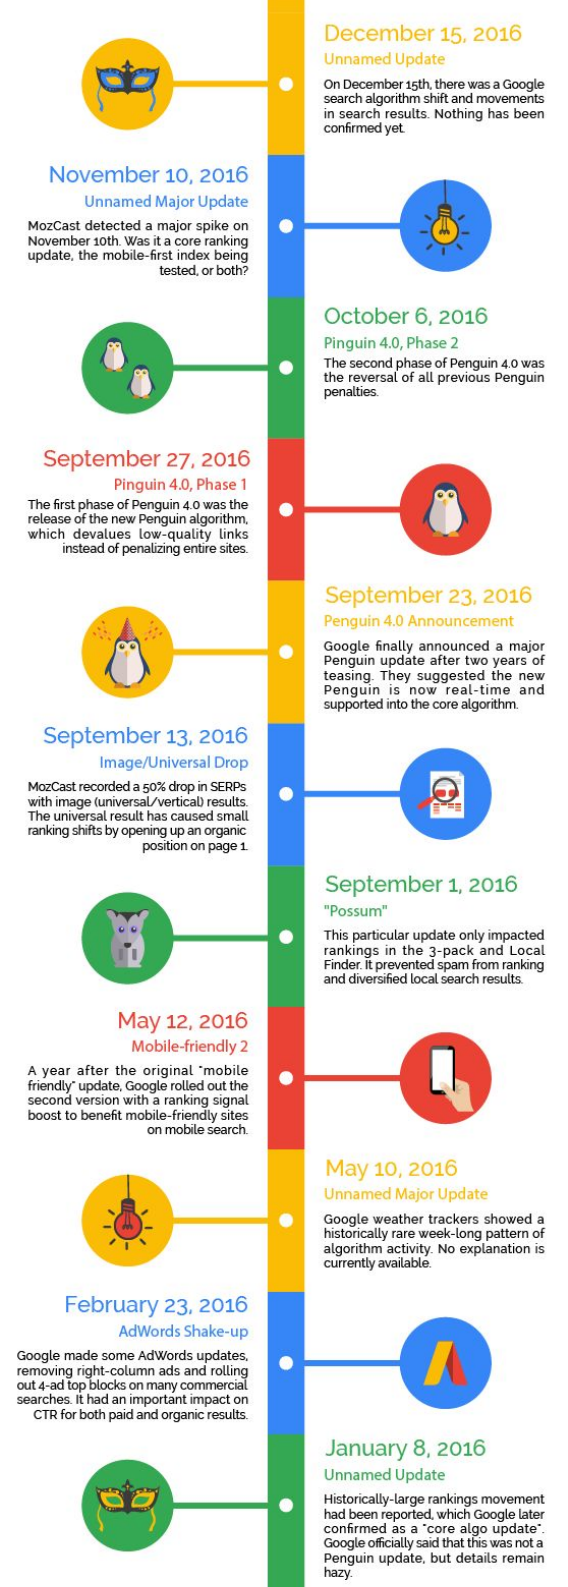 December 15, 2016
Unnamed Update
On December 15th, there was a Google
search algorithm shift and movements
in search results. Nothing has been
confirmed yet.
November 10, 2016
Unnamed Major Update
MozCast detected a major spike on
November 10th. Was it a core ranking
update, the mobile-first index being
tested, or both?
October 6, 2016
Pinguin 4.0, Phase 2
The second phase of Penguin 4.0 was
the reversal of all previous Penguin
penalties.
September 27, 2016
Pinguin 4.0, Phase 1
The first phase of Penguin 4.0 was the
release of the new Penguin algorithm,
which devalues low-quality links
instead of penalizing entire sites.
September 23, 2016
Penguin 4.0 Announcement
Google finally announced a major
Penguin update after two years of
teasing. They suggested the new
Penguin is now real-time and
supported into the core algorithm.
September 13, 2016
Image/Universal Drop
MozCast recorded a 50% drop in SERPs
with image (universal/vertical) results.
The universal result has caused small
ranking shifts by opening up an organic
position on page 1.
September 1, 2016
"Possum"
This particular update only impacted
rankings in the 3-pack and Local
Finder. It prevented spam from ranking
and diversified local search results.
May 12, 2016
Mobile-friendly 2
A year after the original "mobile
friendly" update, Google rolled out the
second version with a ranking signal
boost to benefit mobile-friendly sites
on mobile search.
May 10, 2016
Unnamed Major Update
Google weather trackers showed a
historically rare week-long pattern of
algorithm activity. No explanation is
currently available.
February 23, 2016
AdWords Shake-up
Google made some AdWords updates,
removing right-column ads and rolling
out 4-ad top blocks on many commercial
searches. It had an important impact on
CTR for both paid and organic results.
January 8, 2016
Unnamed Update
Historically-large rankings movement
had been reported, which Google later
confirmed as a "core algo update".
Google officially said that this was not a
Penguin update, but details remain
hazy.